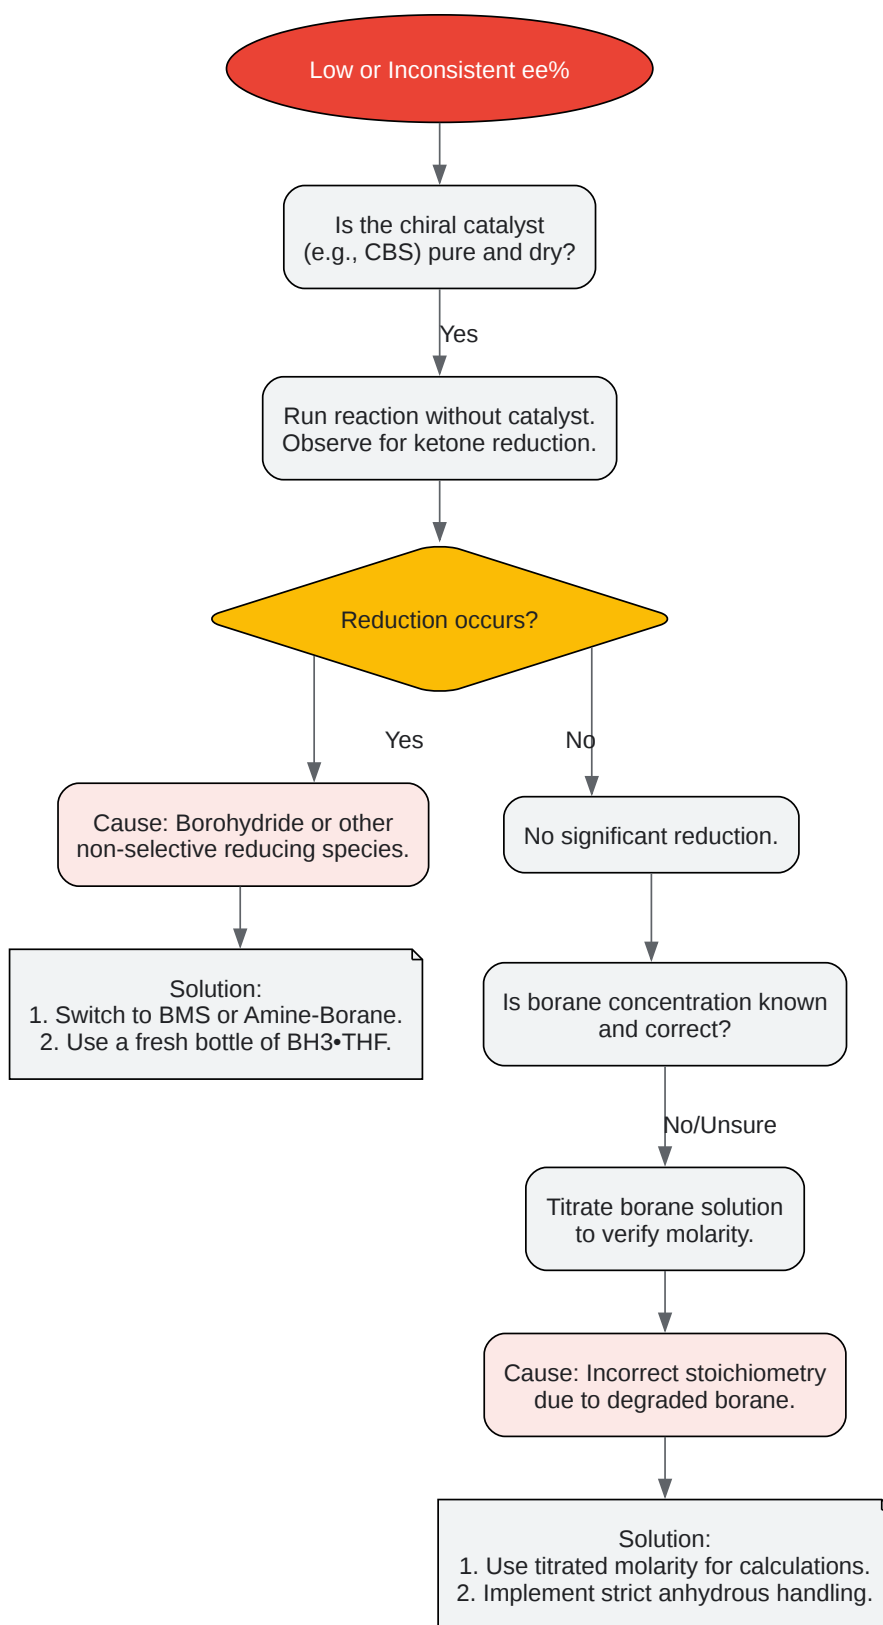 Low or Inconsistent ee%
Is the chiral catalyst
(e.g., CBS) pure and dry?
Yes
Run reaction without catalyst.
Observe for ketone reduction.
Reduction occurs?
Yes
No
Cause: Borohydride or other
non-selective reducing species.
No significant reduction.
Solution:
1. Switch to BMS or Amine-Borane.
2. Use a fresh bottle of BH3•THF.
Is borane concentration known
and correct?
No/Unsure
Titrate borane solution
to verify molarity.
Cause: Incorrect stoichiometry
due to degraded borane.
Solution:
1. Use titrated molarity for calculations.
2. Implement strict anhydrous handling.